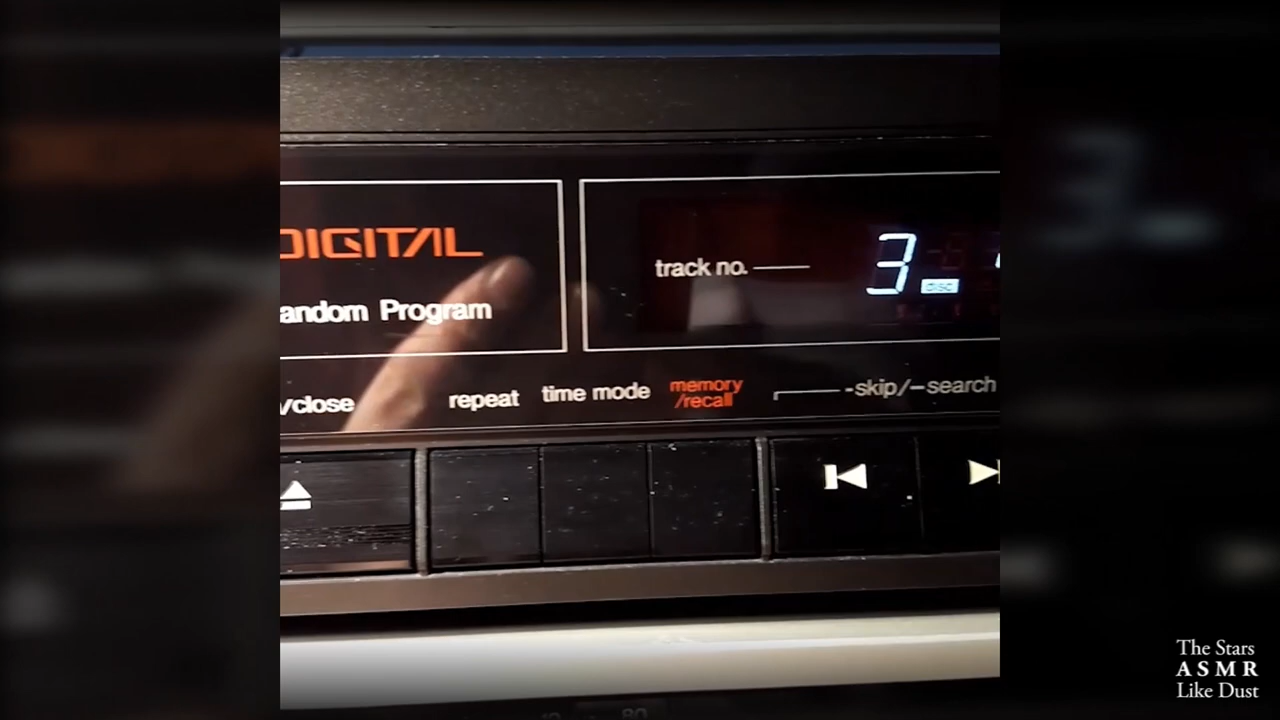 DIGITAL
andom Program
track no.
3
disc
/close
repeat
time mode
memory
/recall
-skip/-search
The Stars
ASMR
Like Dust